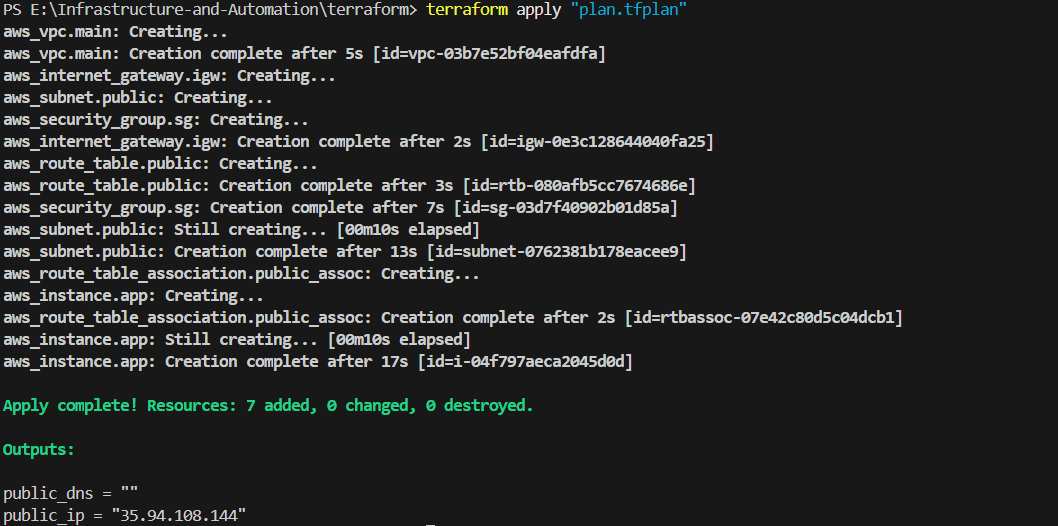 PS E:\Infrastructure-and-Automation\terraform> terraform apply "plan.tfplan"
aws_vpc.main: Creating...
aws_vpc.main: Creation complete after 5s [id=vpc-03b7e52bf04eafdfa]
aws_internet_gateway.igw: Creating...
aws_subnet.public: Creating...
aws_security_group.sg: Creating...
aws_internet_gateway.igw: Creation complete after 2s [id=igw-0e3c128644040fa25]
aws_route_table.public: Creating...
aws_route_table.public: Creation complete after 3s [id=rtb-080afb5cc7674686e]
aws_security_group.sg: Creation complete after 7s [id=sg-03d7f40902b01d85a]
aws_subnet.public: Still creating... [00m10s elapsed]
aws_subnet.public: Creation complete after 13s [id=subnet-0762381b178eacee9]
aws_route_table_association.public_assoc: Creating...
aws_instance.app: Creating...
aws_route_table_association.public_assoc: Creation complete after 2s [id=rtbassoc-07e42c80d5c04dcb1]
aws_instance.app: Still creating... [00m10s elapsed]
aws_instance.app: Creation complete after 17s [id=i-04f797aeca2045d0d]
Apply complete! Resources: 7 added, 0 changed, 0 destroyed.
Outputs:
public_dns = ""
public_ip = "35.94.108.144"